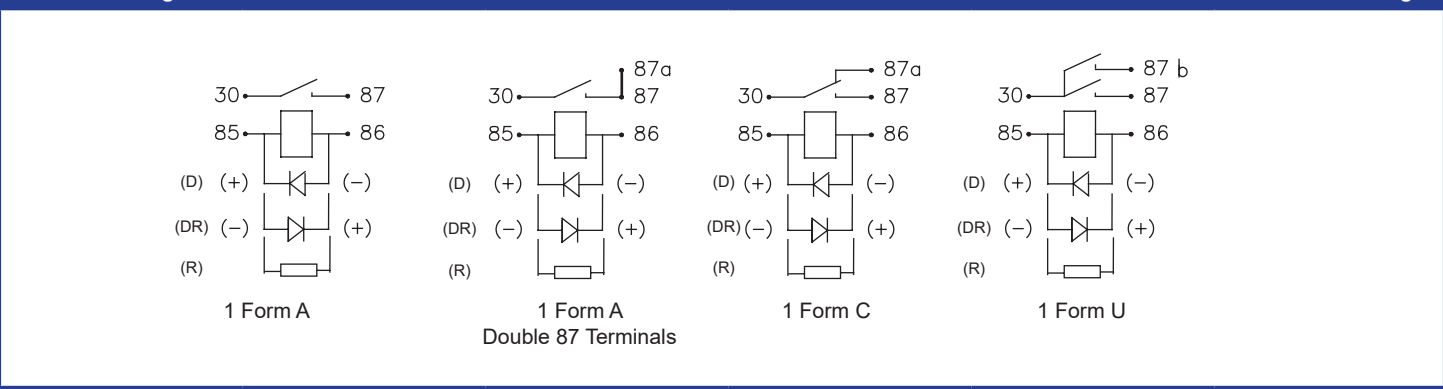 87a 87a 87 b
30 87 30 87 30 87 30 87
85 86 85 86 85 86 85 86
(D) (+) (−) (D) (+) (−) (D) (+) (−) (D) (+) (−)
(DR) (−) (+) (DR) (−) (+) (DR) (−) (+) (DR) (−) (+)
(R) (R) (R) (R)
1 Form A 1 Form A 1 Form C 1 Form U
Double 87 Terminals